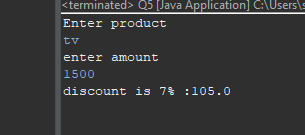 <terminated> Q5 [Java Application] C:\Users\s
Enter product
tv
enter amount
1500
discount is 7% :105.0